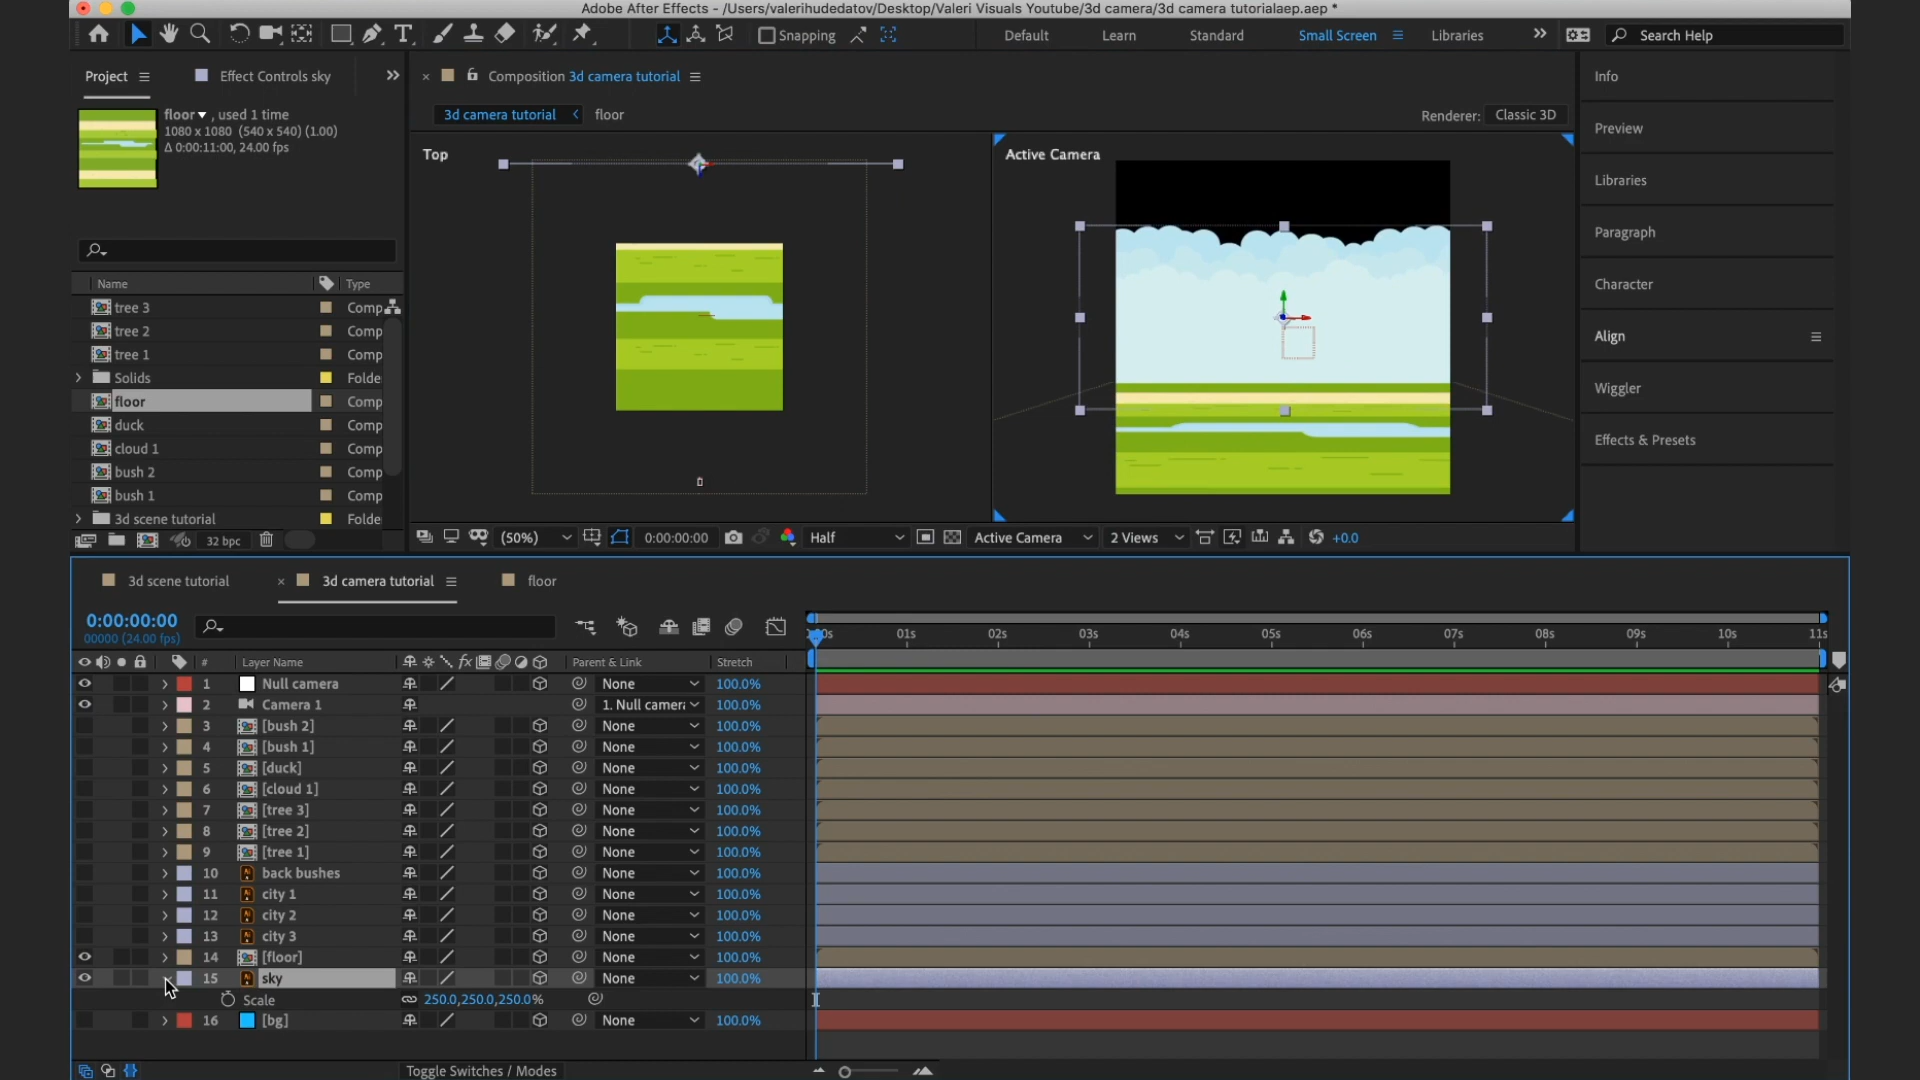 Adobe After Effects - /Users/valerihudedatov/Desktop/Valeri Visuals Youtube/3d camera/3d camera tutorialaep.aep *
Snapping
Default
Learn
Standard
Small Screen
Libraries
Search Help
Project
Effect Controls sky
Composition 3d camera tutorial
Info
floor , used 1 time
1080 x 1080 (540 x 540) (1.00)
Δ 0:00:11:00, 24.00 fps
3d camera tutorial
floor
Renderer: Classic 3D
Preview
Top
Active Camera
Libraries
Paragraph
Character
Align
Wiggler
Effects & Presets
Name Type
tree 3 Comp
tree 2 Comp
tree 1 Comp
Solids Folde
floor Comp
duck Comp
cloud 1 Comp
bush 2 Comp
bush 1 Comp
3d scene tutorial Folde
32 bpc
(50%) 0:00:00:00 Half Active Camera 2 Views +0.0
3d scene tutorial
3d camera tutorial
floor
0:00:00:00
00000 (24.00 fps)
01s 02s 03s 04s 05s 06s 07s 08s 09s 10s 11s
# Layer Name Parent & Link Stretch
1 Null camera None 100.0%
2 Camera 1 1. Null camera 100.0%
3 [bush 2] None 100.0%
4 [bush 1] None 100.0%
5 [duck] None 100.0%
6 [cloud 1] None 100.0%
7 [tree 3] None 100.0%
8 [tree 2] None 100.0%
9 [tree 1] None 100.0%
10 back bushes None 100.0%
11 city 1 None 100.0%
12 city 2 None 100.0%
13 city 3 None 100.0%
14 [floor] None 100.0%
15 sky None 100.0%
Scale 250.0,250.0,250.0%
16 [bg] None 100.0%
Toggle Switches / Modes